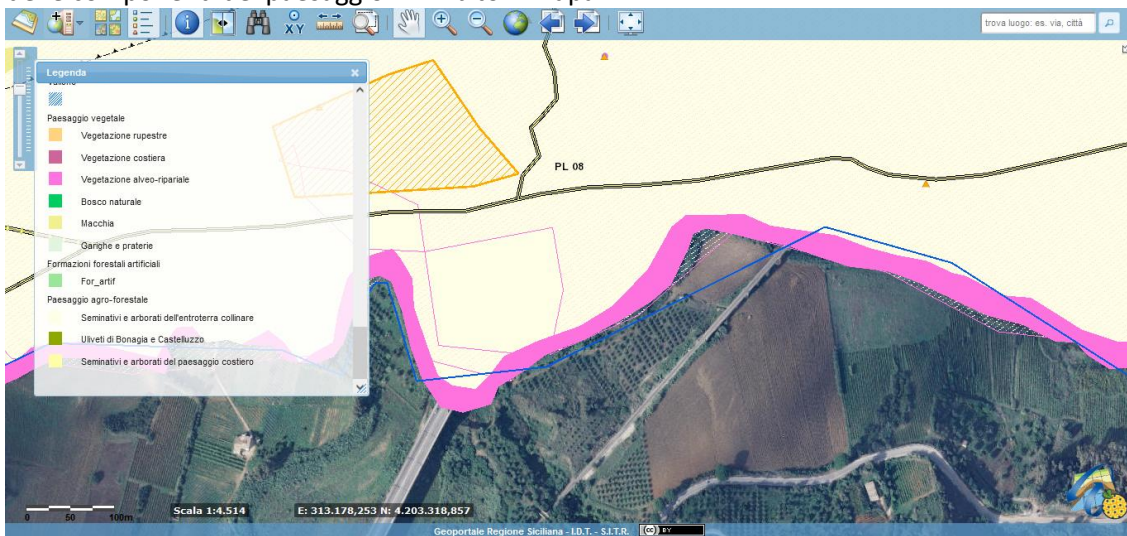 trova luogo: es. via, città
XY
Legenda
Paesaggio vegetale
Vegetazione rupestre
Vegetazione costiera
Vegetazione alveo-ripariale
Bosco naturale
Macchia
Garighe e praterie
Formazioni forestali artificiali
For_artif
Paesaggio agro-forestale
Seminativi e arborati dell'entroterra collinare
Uliveti di Bonagia e Castelluzzo
Seminativi e arborati del paesaggio costiero
PL 08
0 50 100m
Scala 1:4.514
E: 313.178,253 N: 4.203.318,857
Geoportale Regione Siciliana - I.D.T. - S.I.T.R.
(cc) BY